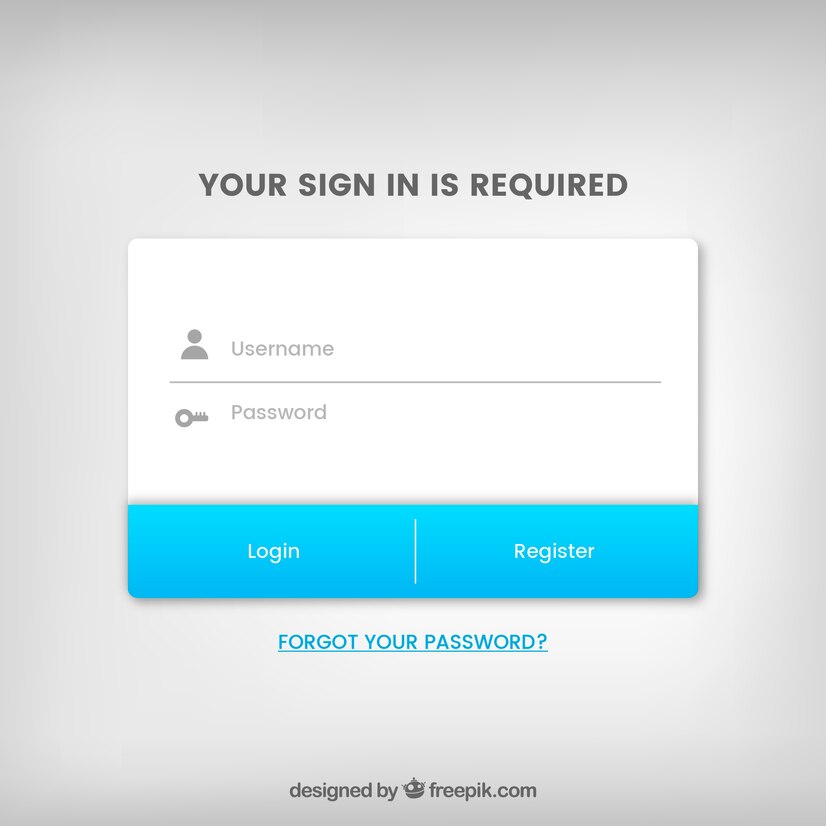 YOUR SIGN IN IS REQUIRED
Username
Password
Login
Register
FORGOT YOUR PASSWORD?
designed by freepik.com